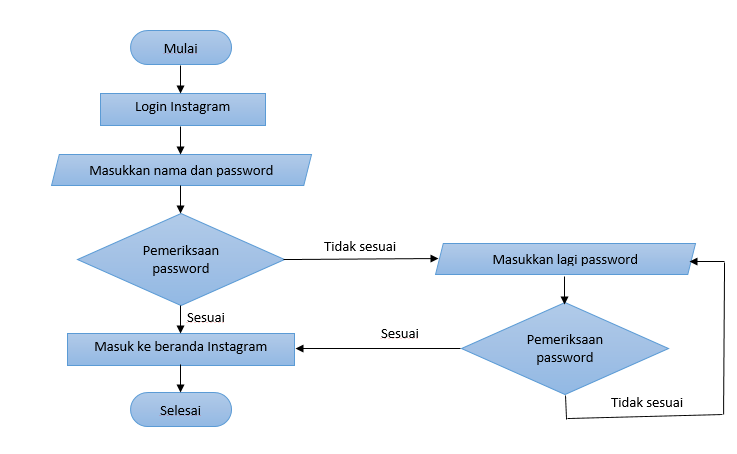 Mulai
Login Instagram
Masukkan nama dan password
Pemeriksaan
password
Tidak sesuai
Masukkan lagi password
Sesuai
Masuk ke beranda Instagram
Sesuai
Pemeriksaan
password
Tidak sesuai
Selesai